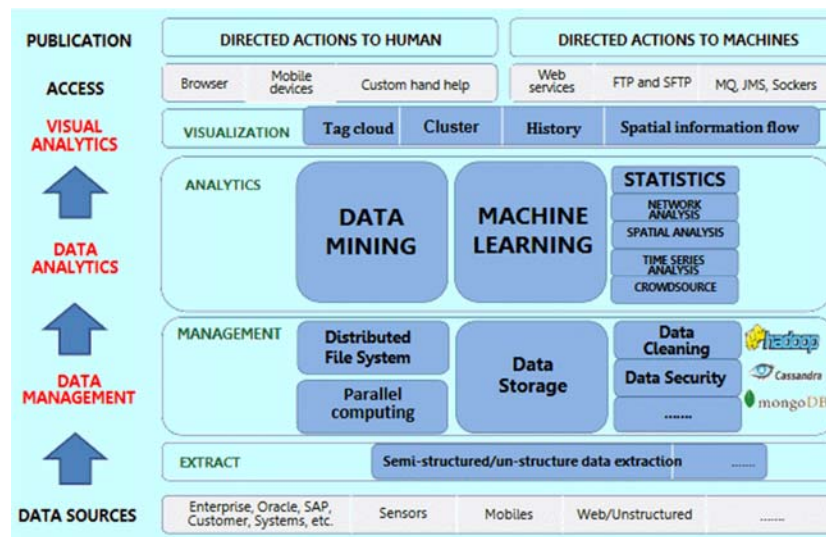 PUBLICATION
DIRECTED ACTIONS TO HUMAN
DIRECTED ACTIONS TO MACHINES
ACCESS
Browser
Mobile
devices
Custom hand help
Web
services
FTP and SFTP
MQ, JMS, Sockers
VISUAL
ANALYTICS
VISUALIZATION
Tag cloud
Cluster
History
Spatial information flow
DATA
ANALYTICS
ANALYTICS
DATA
MINING
MACHINE
LEARNING
STATISTICS
NETWORK
ANALYSIS
SPATIAL ANALYSIS
TIME SERIES
ANALYSIS
CROWDSOURCE
DATA
MANAGEMENT
MANAGEMENT
Distributed
File System
Parallel
computing
Data
Storage
Data
Cleaning
Data Security
.......
hadoop
Cassandra
mongoDB
EXTRACT
Semi-structured/un-structure data extraction
.......
DATA SOURCES
Enterprise, Oracle, SAP,
Customer, Systems, etc.
Sensors
Mobiles
Web/Unstructured
.......